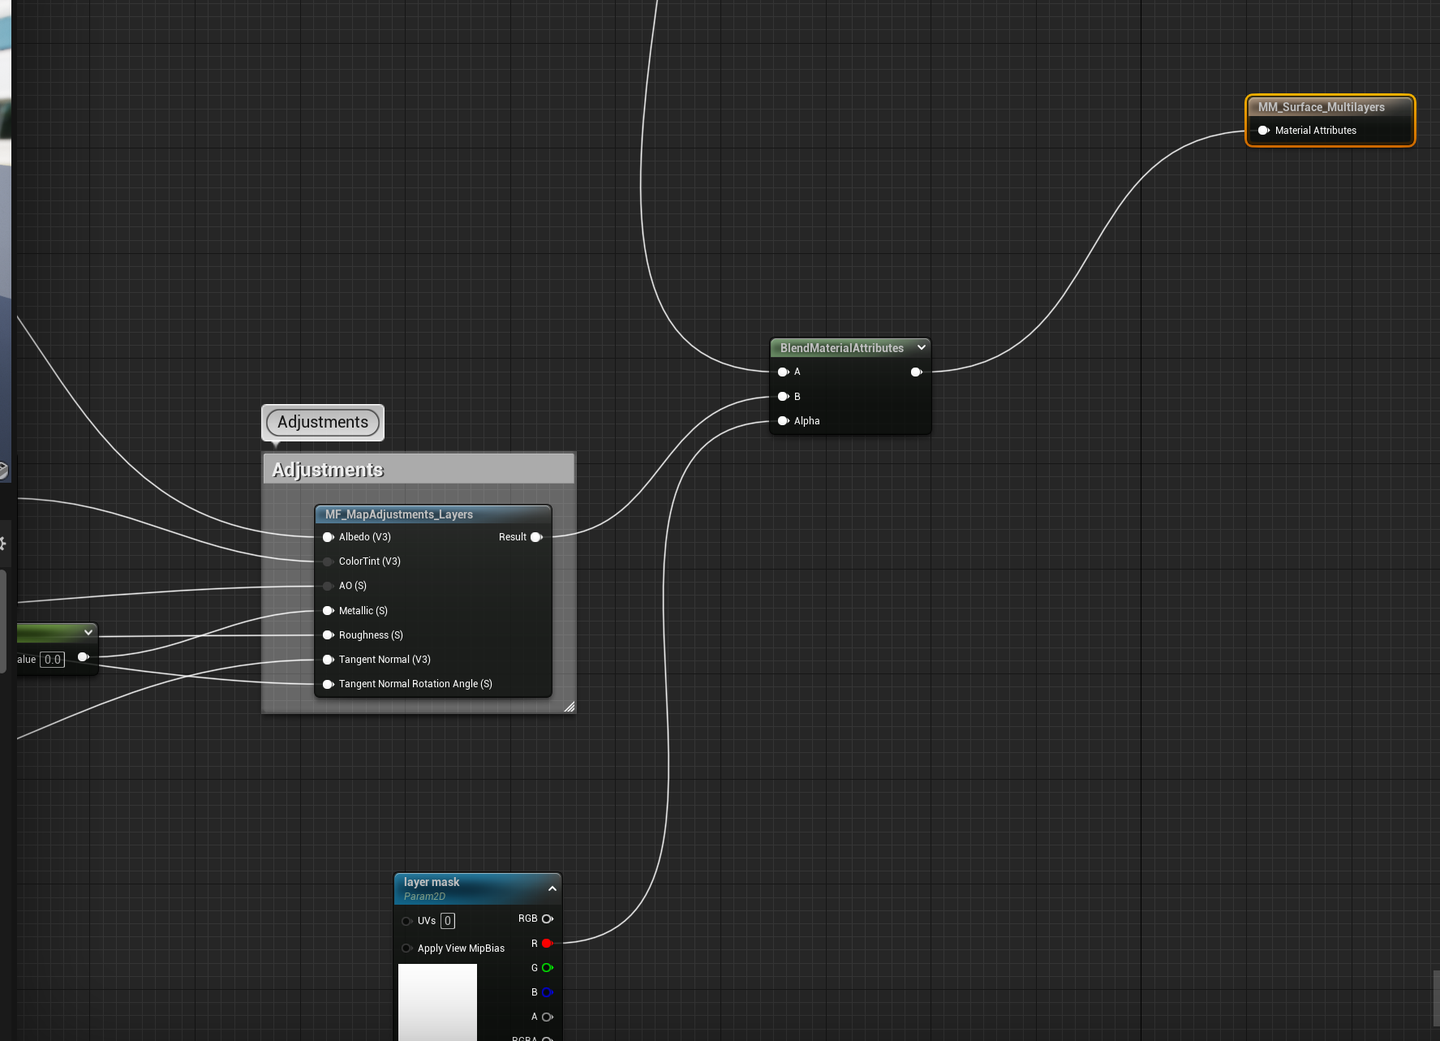 MM_Surface_Multilayers
Material Attributes
BlendMaterialAttributes
A
B
Alpha
Adjustments
Adjustments
MF_MapAdjustments_Layers
Albedo (V3)
Result
ColorTint (V3)
AO (S)
Metallic (S)
Roughness (S)
Tangent Normal (V3)
Tangent Normal Rotation Angle (S)
alue 0.0
layer mask
Param2D
UVs 0
RGB
R
Apply View MipBias
G
B
A
RGBA